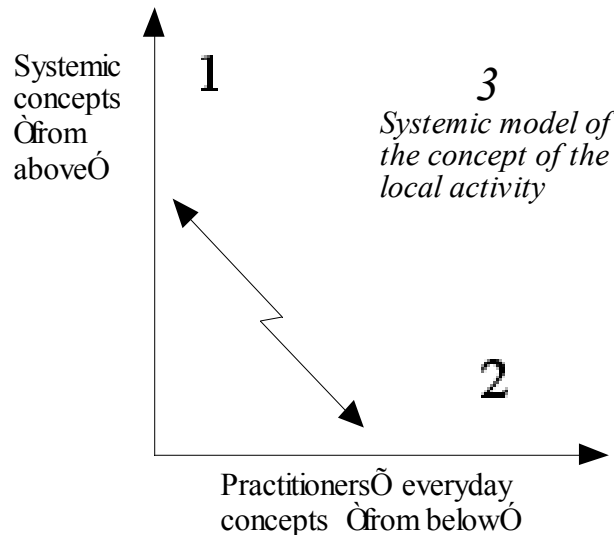 Systemic
concepts
Òfrom
aboveÓ
1
3
Systemic model of
the concept of the
local activity
2
PractitionersÕ everyday
concepts Òfrom belowÓ